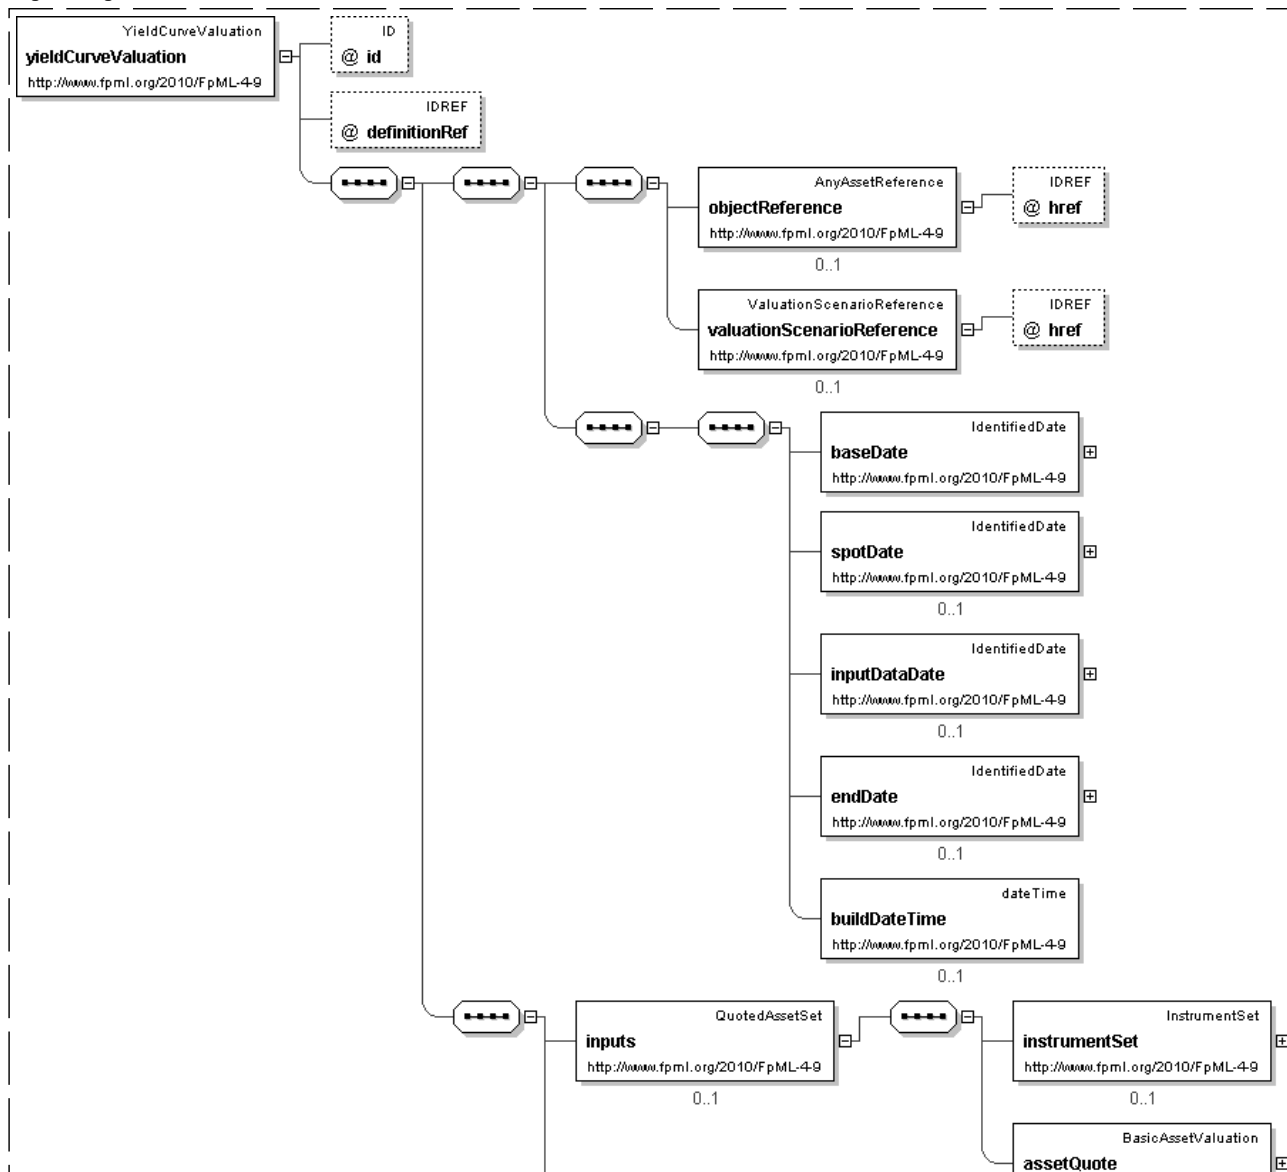 YieldCurveValuation
yieldCurveValuation
http://www.fpml.org/2010/FpML-4-9
ID
@ id
IDREF
@ definitionRef
AnyAssetReference
objectReference
http://www.fpml.org/2010/FpML-4-9
0..1
IDREF
@ href
ValuationScenarioReference
valuationScenarioReference
http://www.fpml.org/2010/FpML-4-9
0..1
IDREF
@ href
IdentifiedDate
baseDate
http://www.fpml.org/2010/FpML-4-9
IdentifiedDate
spotDate
http://www.fpml.org/2010/FpML-4-9
0..1
IdentifiedDate
inputDataDate
http://www.fpml.org/2010/FpML-4-9
0..1
IdentifiedDate
endDate
http://www.fpml.org/2010/FpML-4-9
0..1
dateTime
buildDateTime
http://www.fpml.org/2010/FpML-4-9
0..1
QuotedAssetSet
inputs
http://www.fpml.org/2010/FpML-4-9
0..1
InstrumentSet
instrumentSet
http://www.fpml.org/2010/FpML-4-9
0..1
BasicAssetValuation
assetQuote